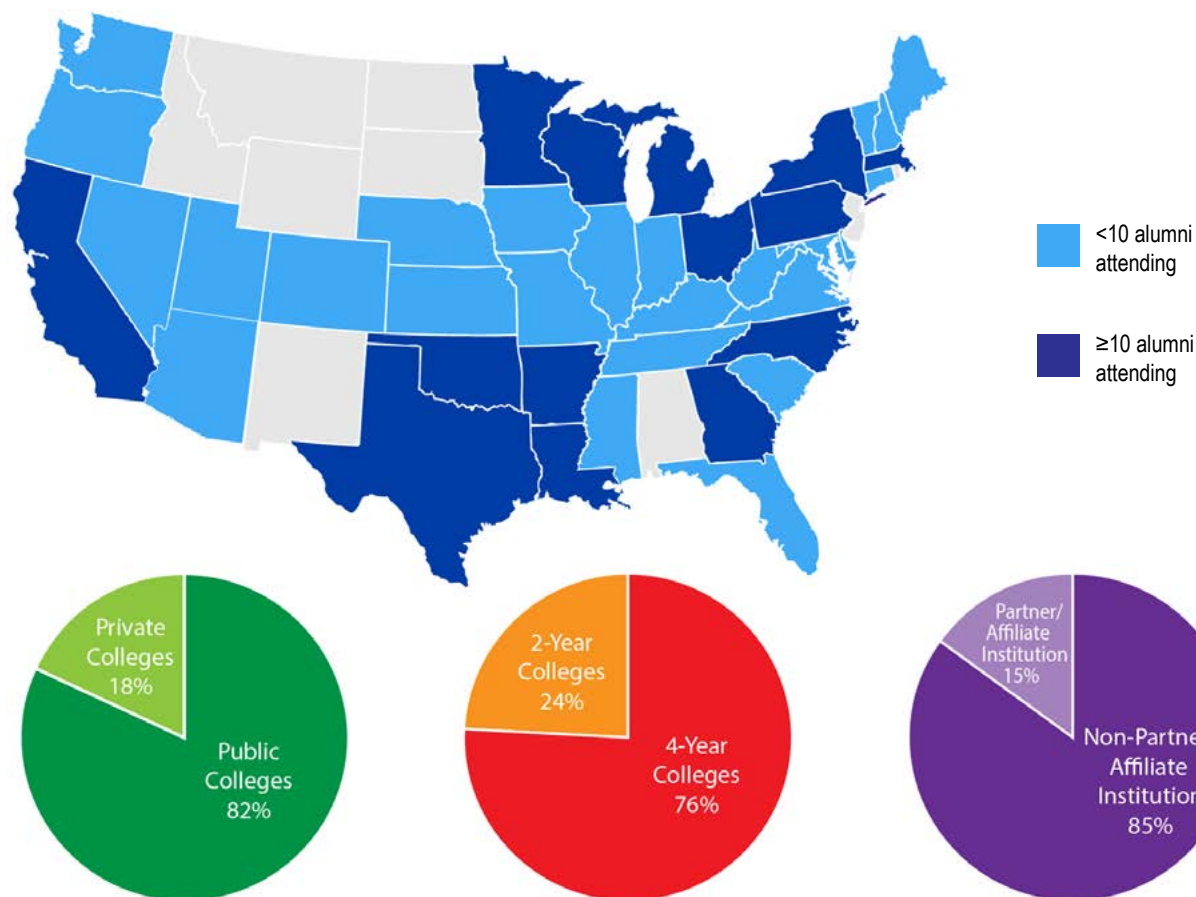 <10 alumni
attending
≥10 alumni
attending
Private
Colleges
18%
Public
Colleges
82%
2-Year
Colleges
24%
4-Year
Colleges
76%
Partner/
Affiliate
Institution
15%
Non-Partne
Affiliate
Institution
85%